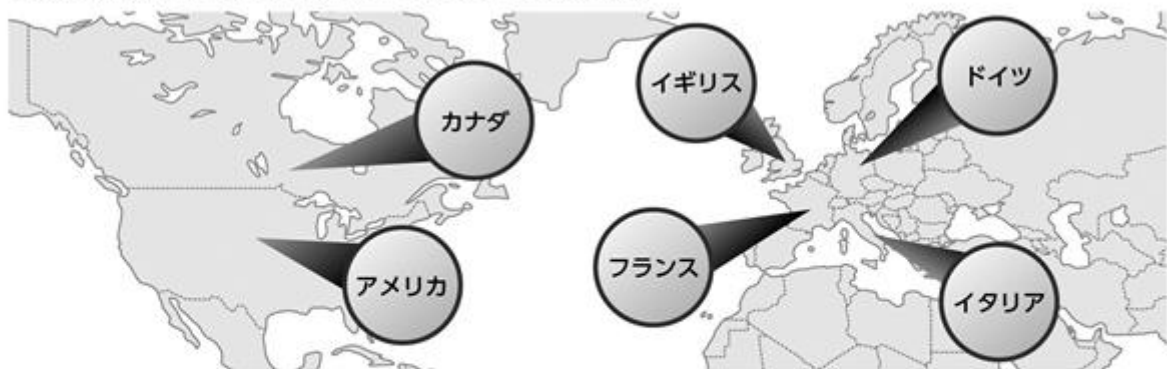 カナダ
アメリカ
イギリス
ドイツ
フランス
イタリア